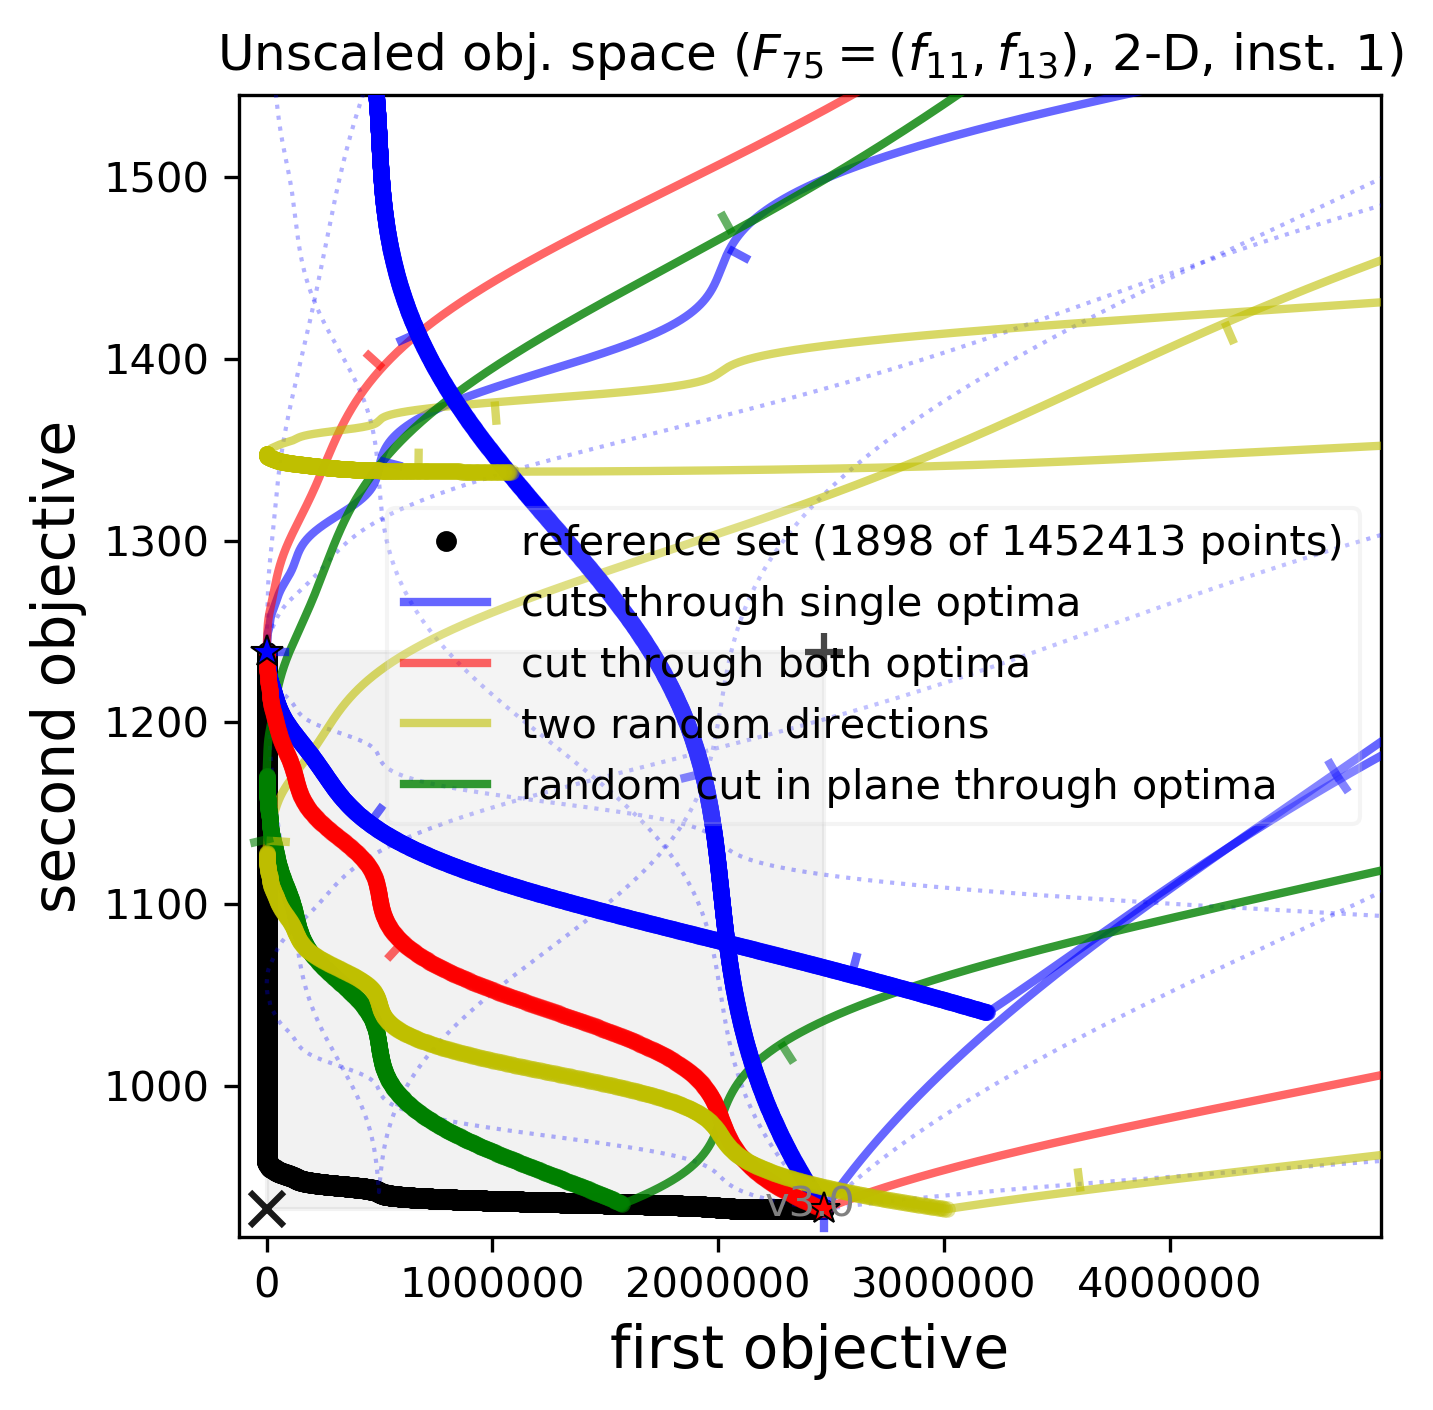 Unscaled obj. space (F75 = (f11, f13), 2-D, inst. 1)
second objective
1500
1400
1300
1200
1100
1000
reference set (1898 of 1452413 points)
cuts through single optima
cut through both optima
two random directions
random cut in plane through optima
v3.0
0
1000000
2000000
3000000
4000000
first objective